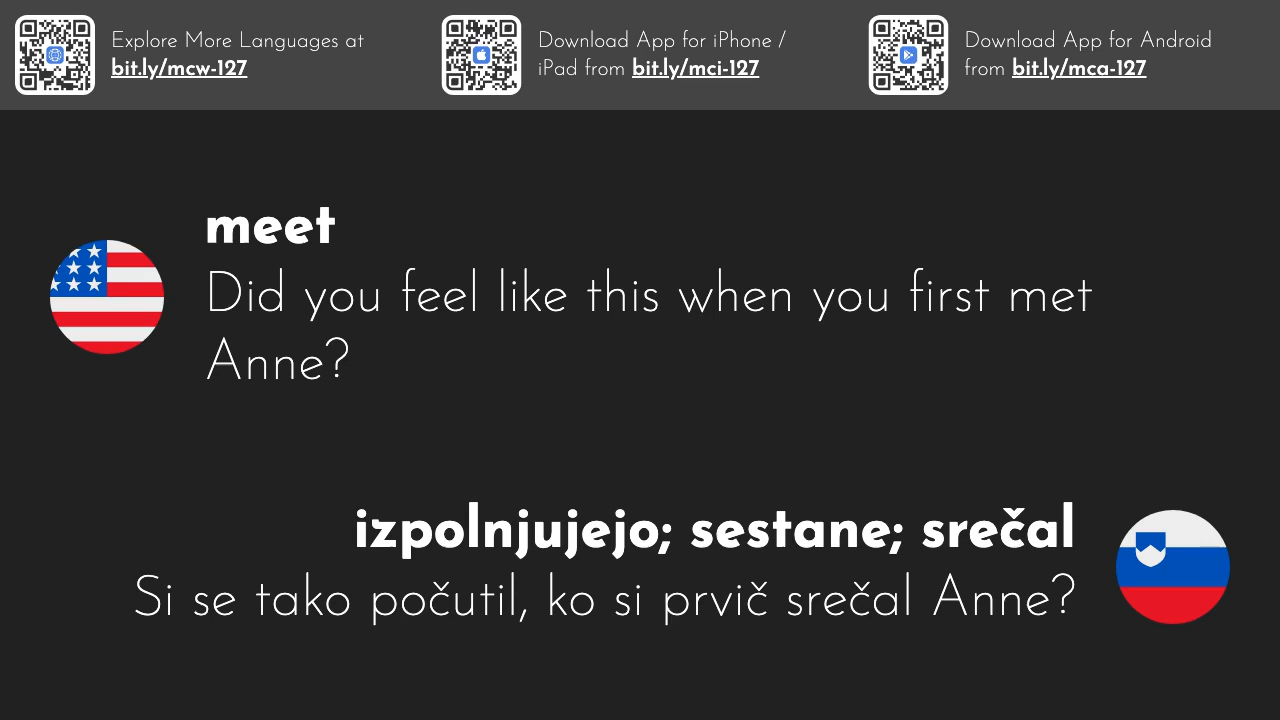 Explore More Languages at
bit.ly/mcw-127
Download App for iPhone /
iPad from bit.ly/mci-127
Download App for Android
from bit.ly/mca-127
meet
Did you feel like this when you first met
Anne?
izpolnjujejo; sestane; srečal
Si se tako počutil, ko si prvič srečal Anne?